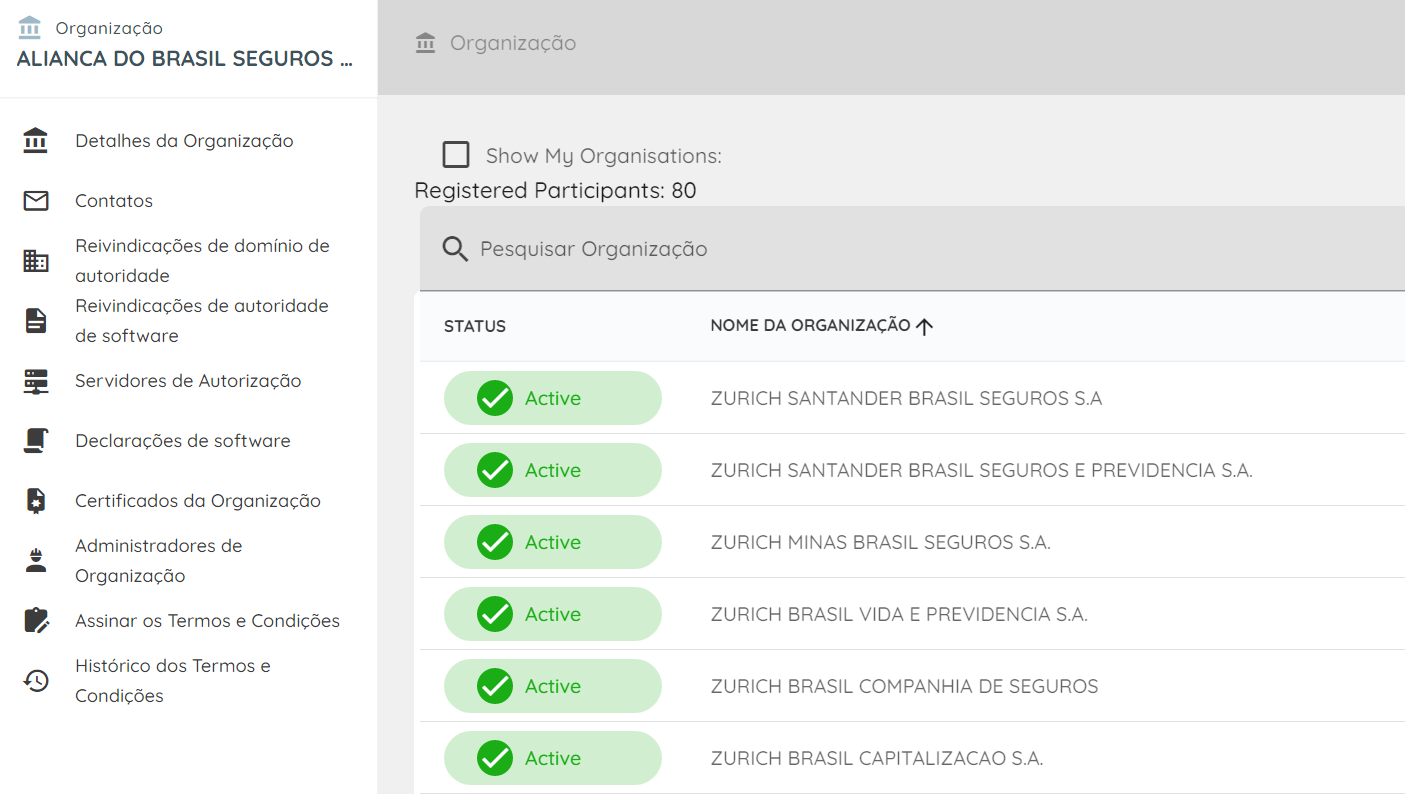 Organização
ALIANCA DO BRASIL SEGUROS ...
Detalhes da Organização
Contatos
Reivindicações de domínio de
autoridade
Reivindicações de autoridade
de software
Servidores de Autorização
Declarações de software
Certificados da Organização
Administradores de
Organização
Assinar os Termos e Condições
Histórico dos Termos e
Condições
Organização
Show My Organisations:
Registered Participants: 80
Pesquisar Organização
STATUS NOME DA ORGANIZAÇÃO
Active ZURICH SANTANDER BRASIL SEGUROS S.A
Active ZURICH SANTANDER BRASIL SEGUROS E PREVIDENCIA S.A.
Active ZURICH MINAS BRASIL SEGUROS S.A.
Active ZURICH BRASIL VIDA E PREVIDENCIA S.A.
Active ZURICH BRASIL COMPANHIA DE SEGUROS
Active ZURICH BRASIL CAPITALIZACAO S.A.